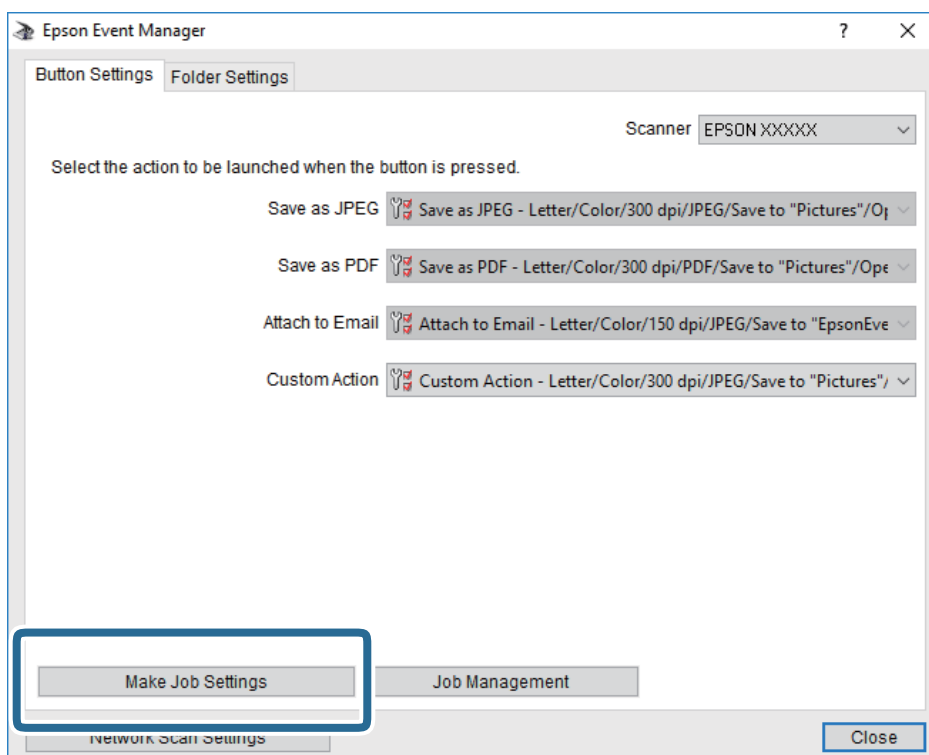 Epson Event Manager
Button Settings
Folder Settings
Scanner EPSON XXXXX
Select the action to be launched when the button is pressed.
Save as JPEG Save as JPEG - Letter/Color/300 dpi/JPEG/Save to "Pictures"/Op
Save as PDF Save as PDF - Letter/Color/300 dpi/PDF/Save to "Pictures"/Ope
Attach to Email Attach to Email - Letter/Color/150 dpi/JPEG/Save to "EpsonEve
Custom Action Custom Action - Letter/Color/300 dpi/JPEG/Save to "Pictures"/
Make Job Settings
Job Management
Network Scan Settings
Close